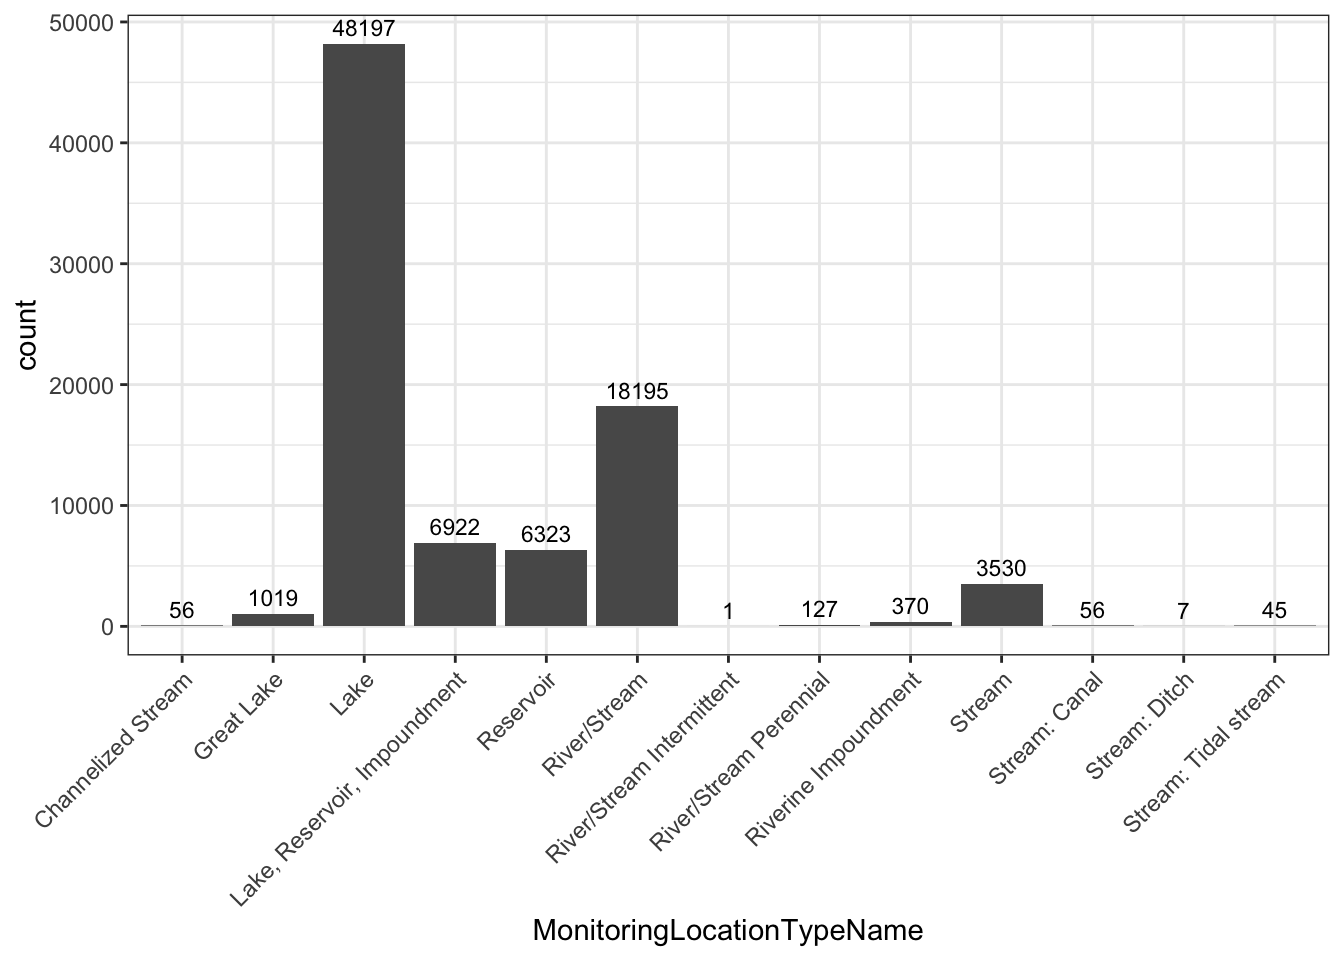 50000
40000
30000
20000
10000
0
count
56
1019
48197
6922
6323
18195
1
127
370
3530
56
7
45
Channelized Stream
Great Lake
Lake
Lake, Reservoir, Impoundment
Reservoir
River/Stream
River/Stream Intermittent
River/Stream Perennial
Riverine Impoundment
Stream
Stream: Canal
Stream: Ditch
Stream: Tidal stream
MonitoringLocationTypeName